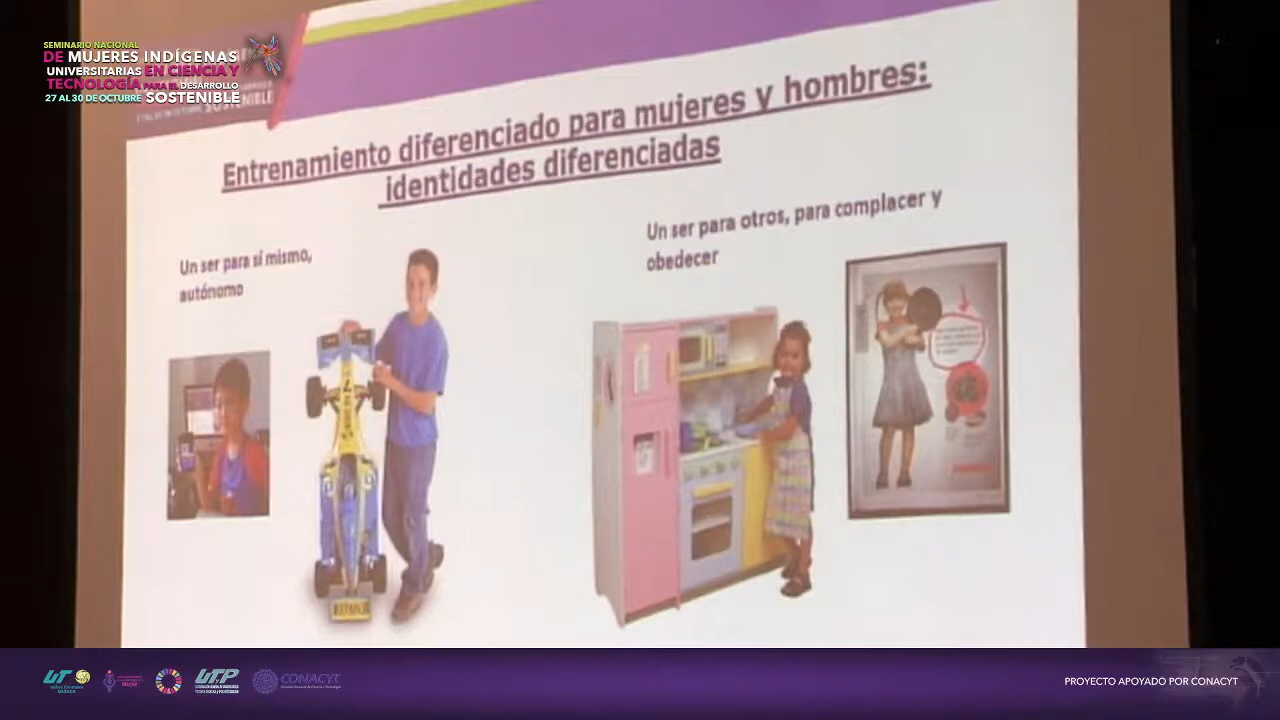 SEMINARIO NACIONAL
DE MUJERES INDÍGENAS
UNIVERSITARIAS EN CIENCIA Y
TECNOLOGÍA PARA EL DESARROLLO
27 AL 30 DE OCTUBRE SOSTENIBLE
Entrenamiento diferenciado para mujeres y hombres:
identidades diferenciadas
Un ser para sí mismo,
autónomo
Un ser para otros, para complacer y
obedecer
UT
OAXACA
UTP
CONACYT
PROYECTO APOYADO POR CONACYT